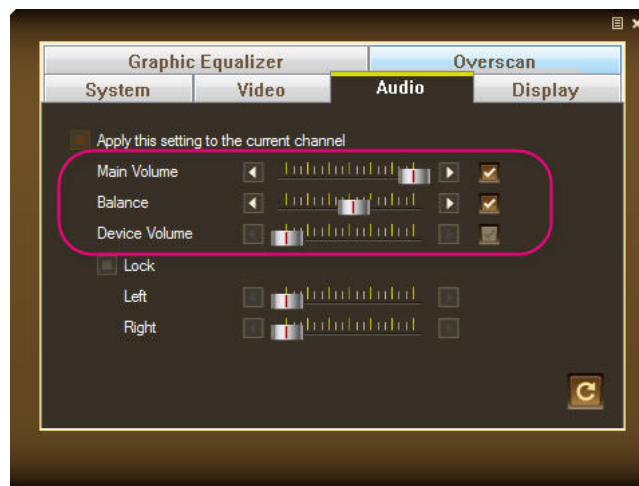 Graphic Equalizer Overscan
System Video Audio Display
Apply this setting to the current channel
Main Volume
Balance
Device Volume
Lock
Left
Right